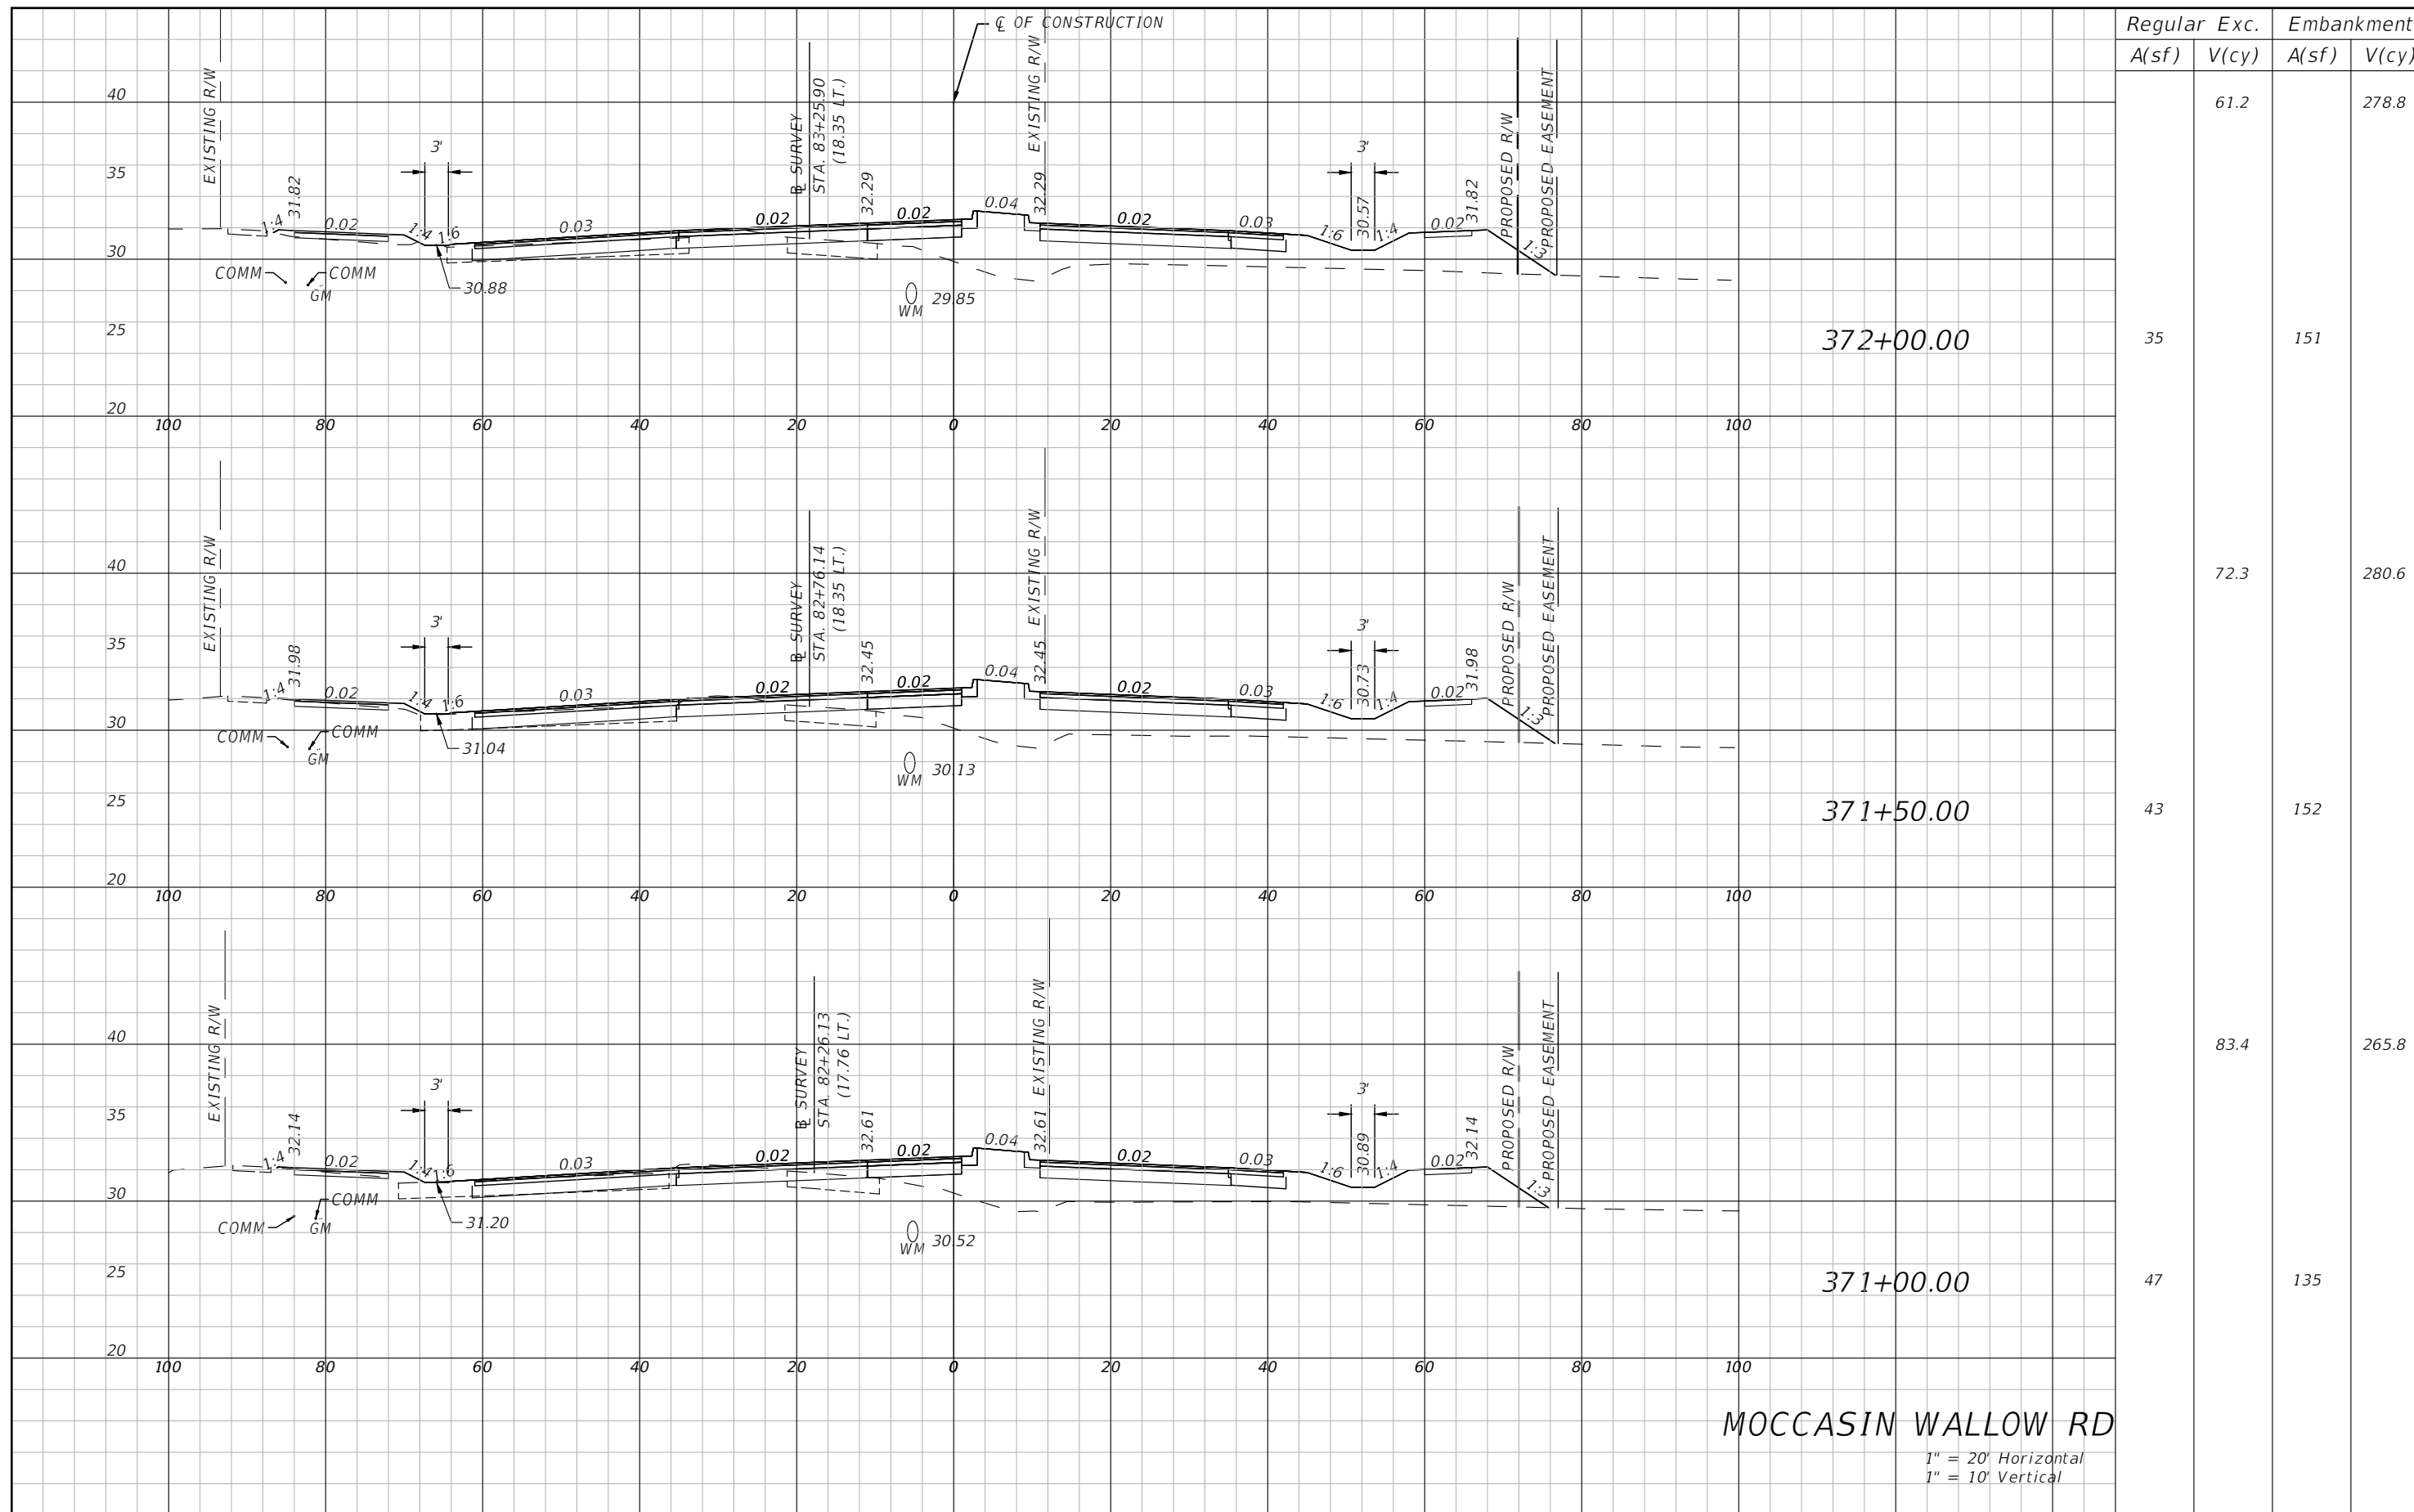 ℄ OF CONSTRUCTION
Regular Exc. Embankment
A(sf) V(cy) A(sf) V(cy)
61.2 278.8
EXISTING R/W
3'
31.82
1:4
0.02
1:4
1:6
0.03
0.02
0.02
0.04
0.02
0.03
1:6
1:4
0.02
1:3
℄ SURVEY
STA. 83+25.90
(18.35 LT.)
32.29
32.29
EXISTING R/W
3'
30.57
31.82
PROPOSED R/W
PROPOSED EASEMENT
COMM
COMM
GM
30.88
WM
29.85
372+00.00
35 151
40
35
30
25
20
100 80 60 40 20 0 20 40 60 80 100
72.3 280.6
EXISTING R/W
3'
31.98
1:4
0.02
1:4
1:6
0.03
0.02
0.02
0.04
0.02
0.03
1:6
1:4
0.02
1:3
℄ SURVEY
STA. 82+76.14
(18.35 LT.)
32.45
32.45
EXISTING R/W
3'
30.73
31.98
PROPOSED R/W
PROPOSED EASEMENT
COMM
COMM
GM
31.04
WM
30.13
371+50.00
43 152
40
35
30
25
20
100 80 60 40 20 0 20 40 60 80 100
83.4 265.8
EXISTING R/W
3'
32.14
1:4
0.02
1:4
1:6
0.03
0.02
0.02
0.04
0.02
0.03
1:6
1:4
0.02
1:3
℄ SURVEY
STA. 82+26.13
(17.76 LT.)
32.61
32.61
EXISTING R/W
3'
30.89
32.14
PROPOSED R/W
PROPOSED EASEMENT
COMM
COMM
GM
31.20
WM
30.52
371+00.00
47 135
40
35
30
25
20
100 80 60 40 20 0 20 40 60 80 100
MOCCASIN WALLOW RD
1" = 20' Horizontal
1" = 10' Vertical